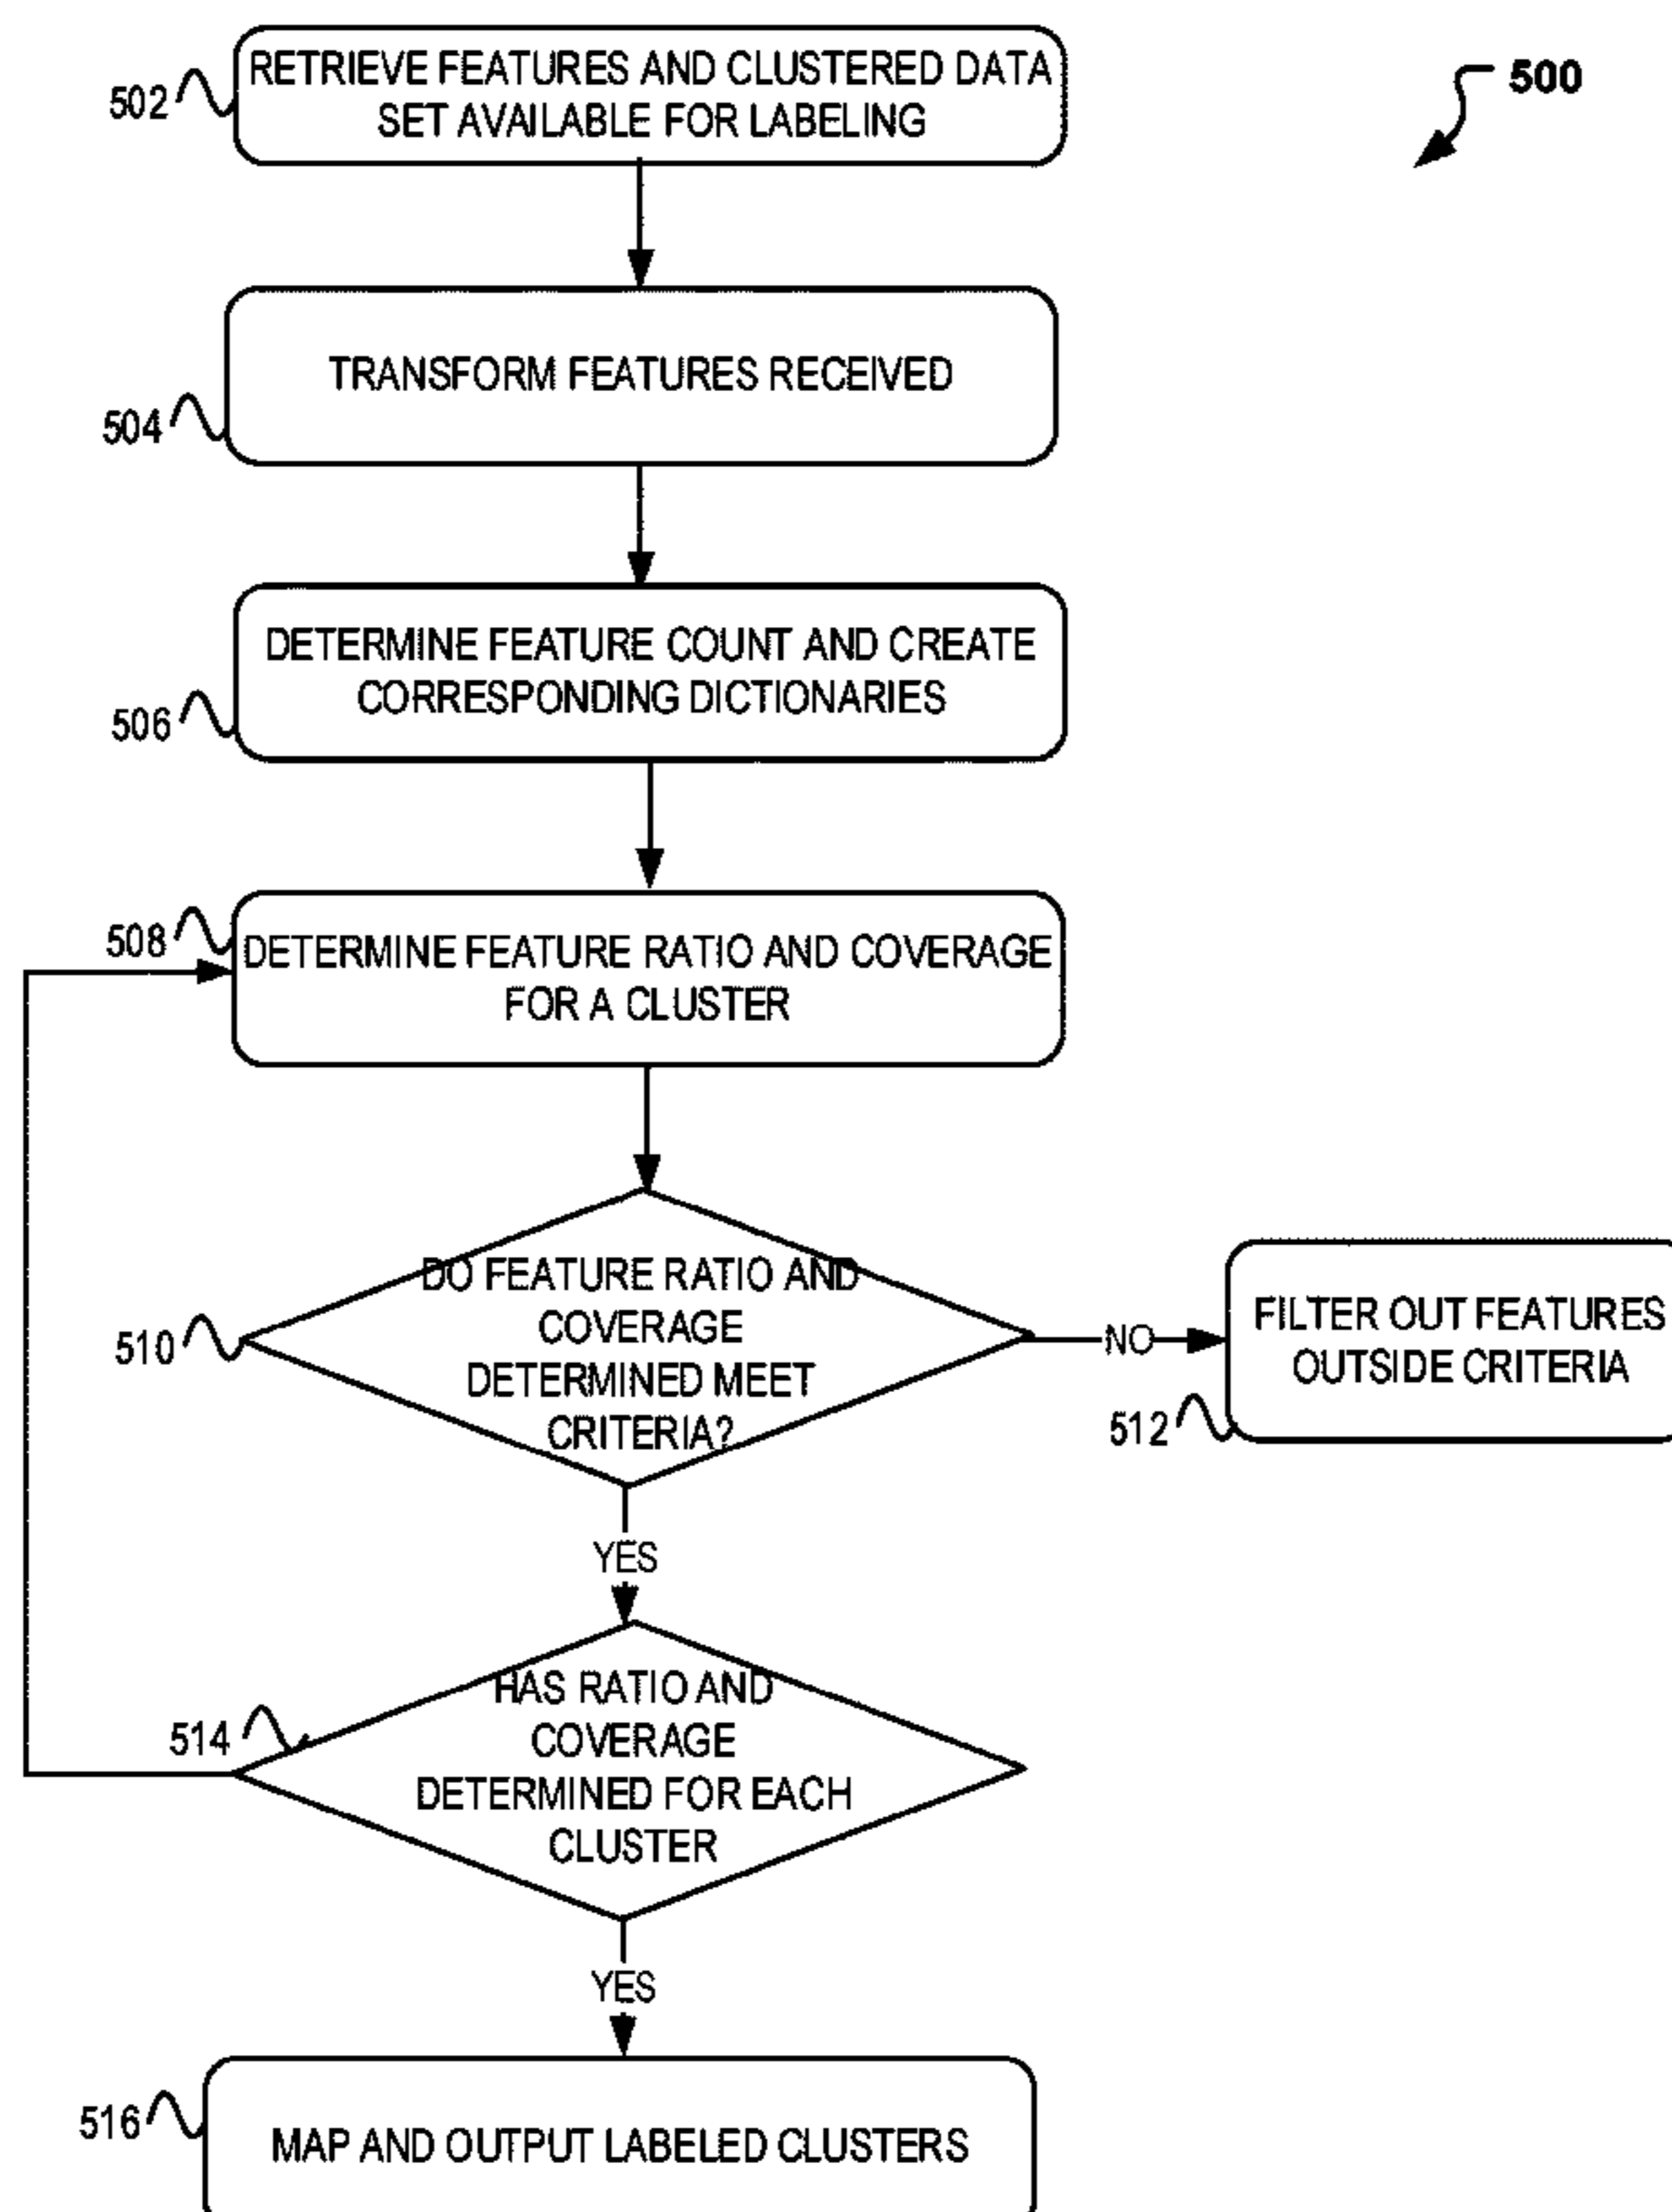 500
502
RETRIEVE FEATURES AND CLUSTERED DATA
SET AVAILABLE FOR LABELING
TRANSFORM FEATURES RECEIVED
504
DETERMINE FEATURE COUNT AND CREATE
CORRESPONDING DICTIONARIES
506
508
DETERMINE FEATURE RATIO AND COVERAGE
FOR A CLUSTER
DO FEATURE RATIO AND
COVERAGE
DETERMINED MEET
CRITERIA?
510
NO
FILTER OUT FEATURES
OUTSIDE CRITERIA
512
YES
HAS RATIO AND
COVERAGE
DETERMINED FOR EACH
CLUSTER
514
YES
516
MAP AND OUTPUT LABELED CLUSTERS